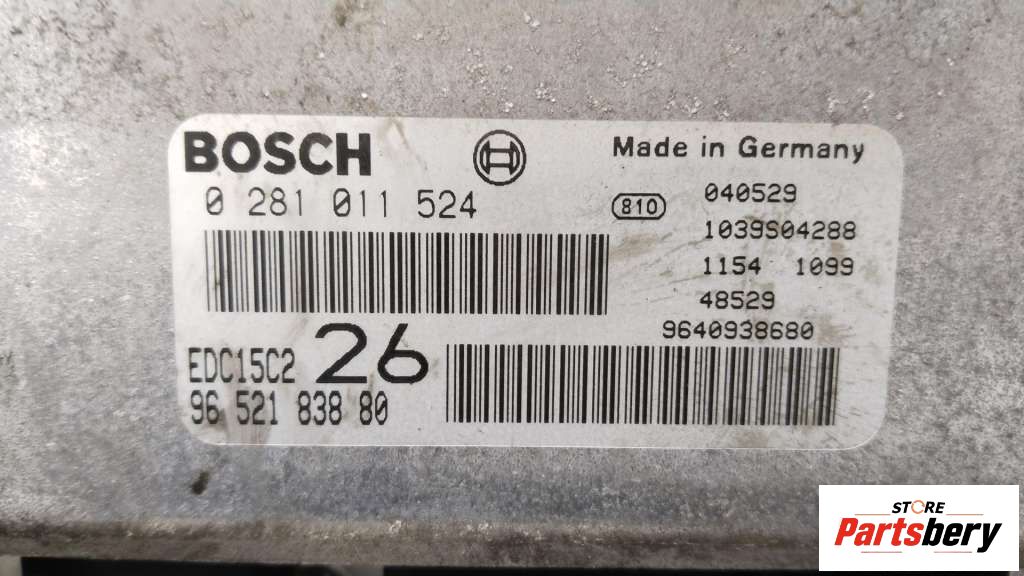 BOSCH
Made in Germany
0 281 011 524
810
040529
1039S04288
1154 1099
48529
9640938680
EDC15C2 26
96 521 838 80
STORE
Partsbery